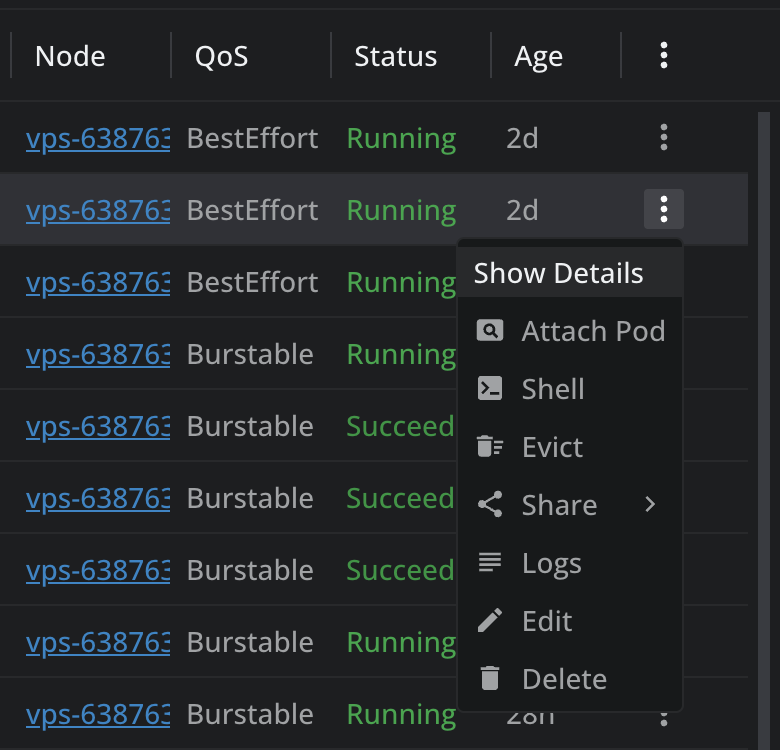 Node QoS Status Age
vps-638763 BestEffort Running 2d
vps-638763 BestEffort Running 2d
vps-638763 BestEffort Running
Show Details
vps-638763 Burstable Running
Attach Pod
Shell
vps-638763 Burstable Succeed
Evict
vps-638763 Burstable Succeed
Share
vps-638763 Burstable Succeed
Logs
vps-638763 Burstable Running
Edit
Delete
vps-638763 Burstable Running 28h